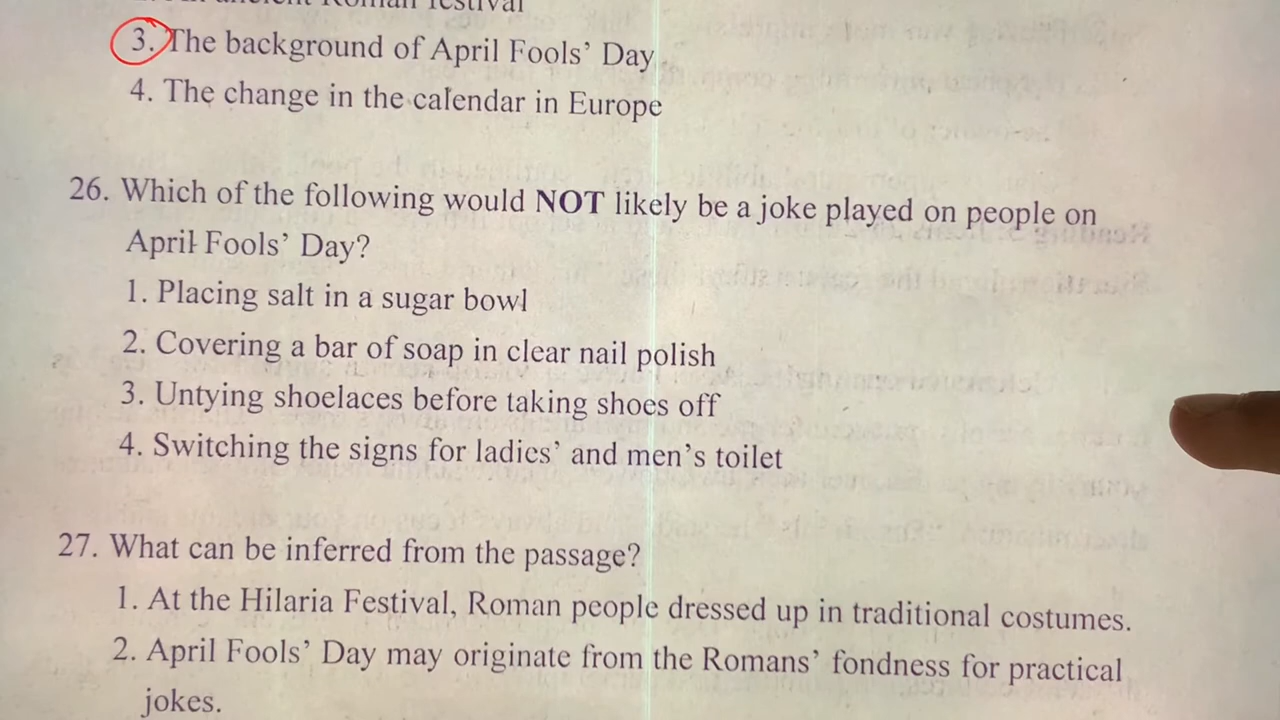 Roman festival
3. The background of April Fools' Day
4. The change in the calendar in Europe
26. Which of the following would NOT likely be a joke played on people on
April Fools' Day?
1. Placing salt in a sugar bowl
2. Covering a bar of soap in clear nail polish
3. Untying shoelaces before taking shoes off
4. Switching the signs for ladies' and men's toilet
27. What can be inferred from the passage?
1. At the Hilaria Festival, Roman people dressed up in traditional costumes.
2. April Fools' Day may originate from the Romans' fondness for practical
jokes.